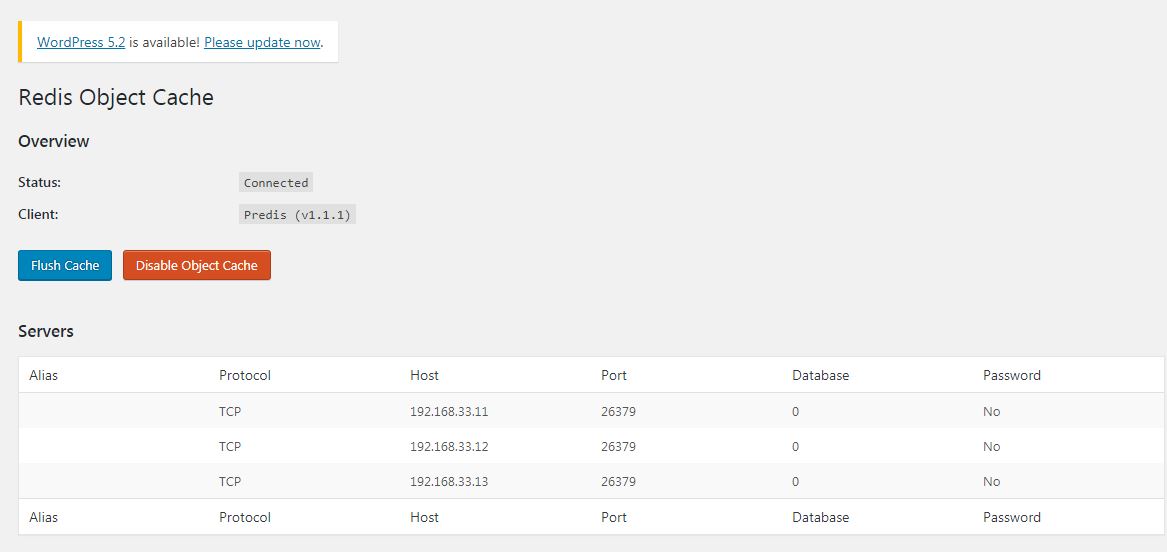 WordPress 5.2 is available! Please update now.
Redis Object Cache
Overview
Status: Connected
Client: Predis (v1.1.1)
Flush Cache Disable Object Cache
Servers
Alias Protocol Host Port Database Password
TCP 192.168.33.11 26379 0 No
TCP 192.168.33.12 26379 0 No
TCP 192.168.33.13 26379 0 No
Alias Protocol Host Port Database Password